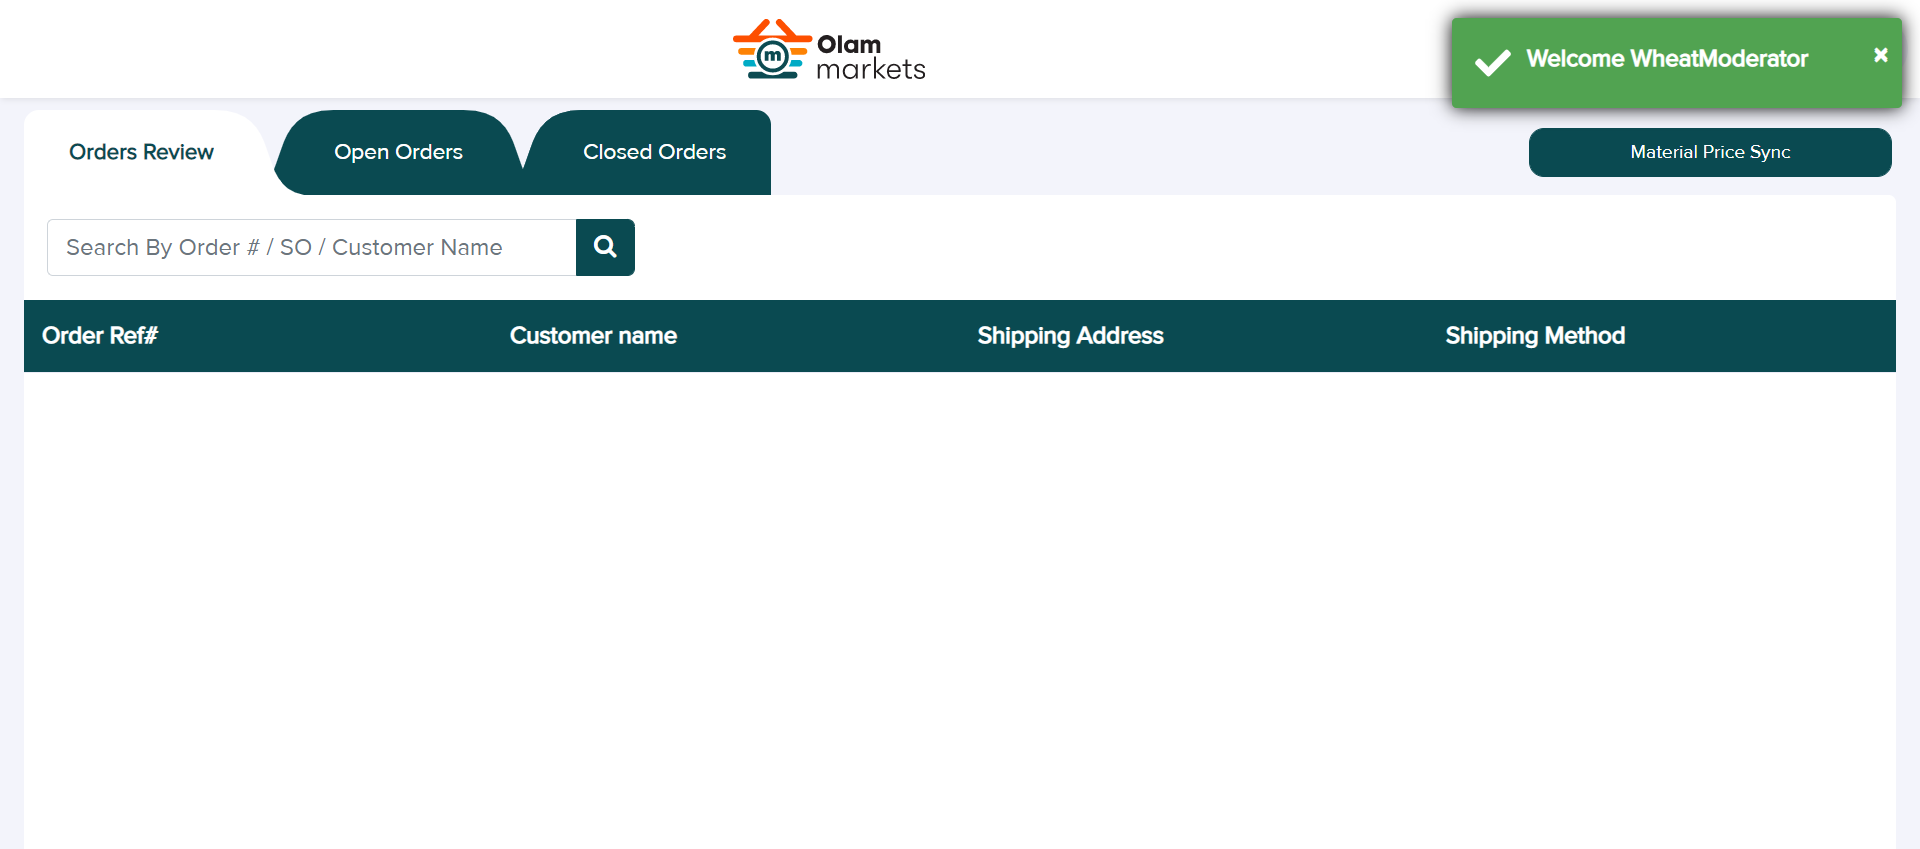 m
Olam
markets
Welcome WheatModerator
×
Orders Review
Open Orders
Closed Orders
Material Price Sync
Search By Order # / SO / Customer Name
Order Ref#
Customer name
Shipping Address
Shipping Method